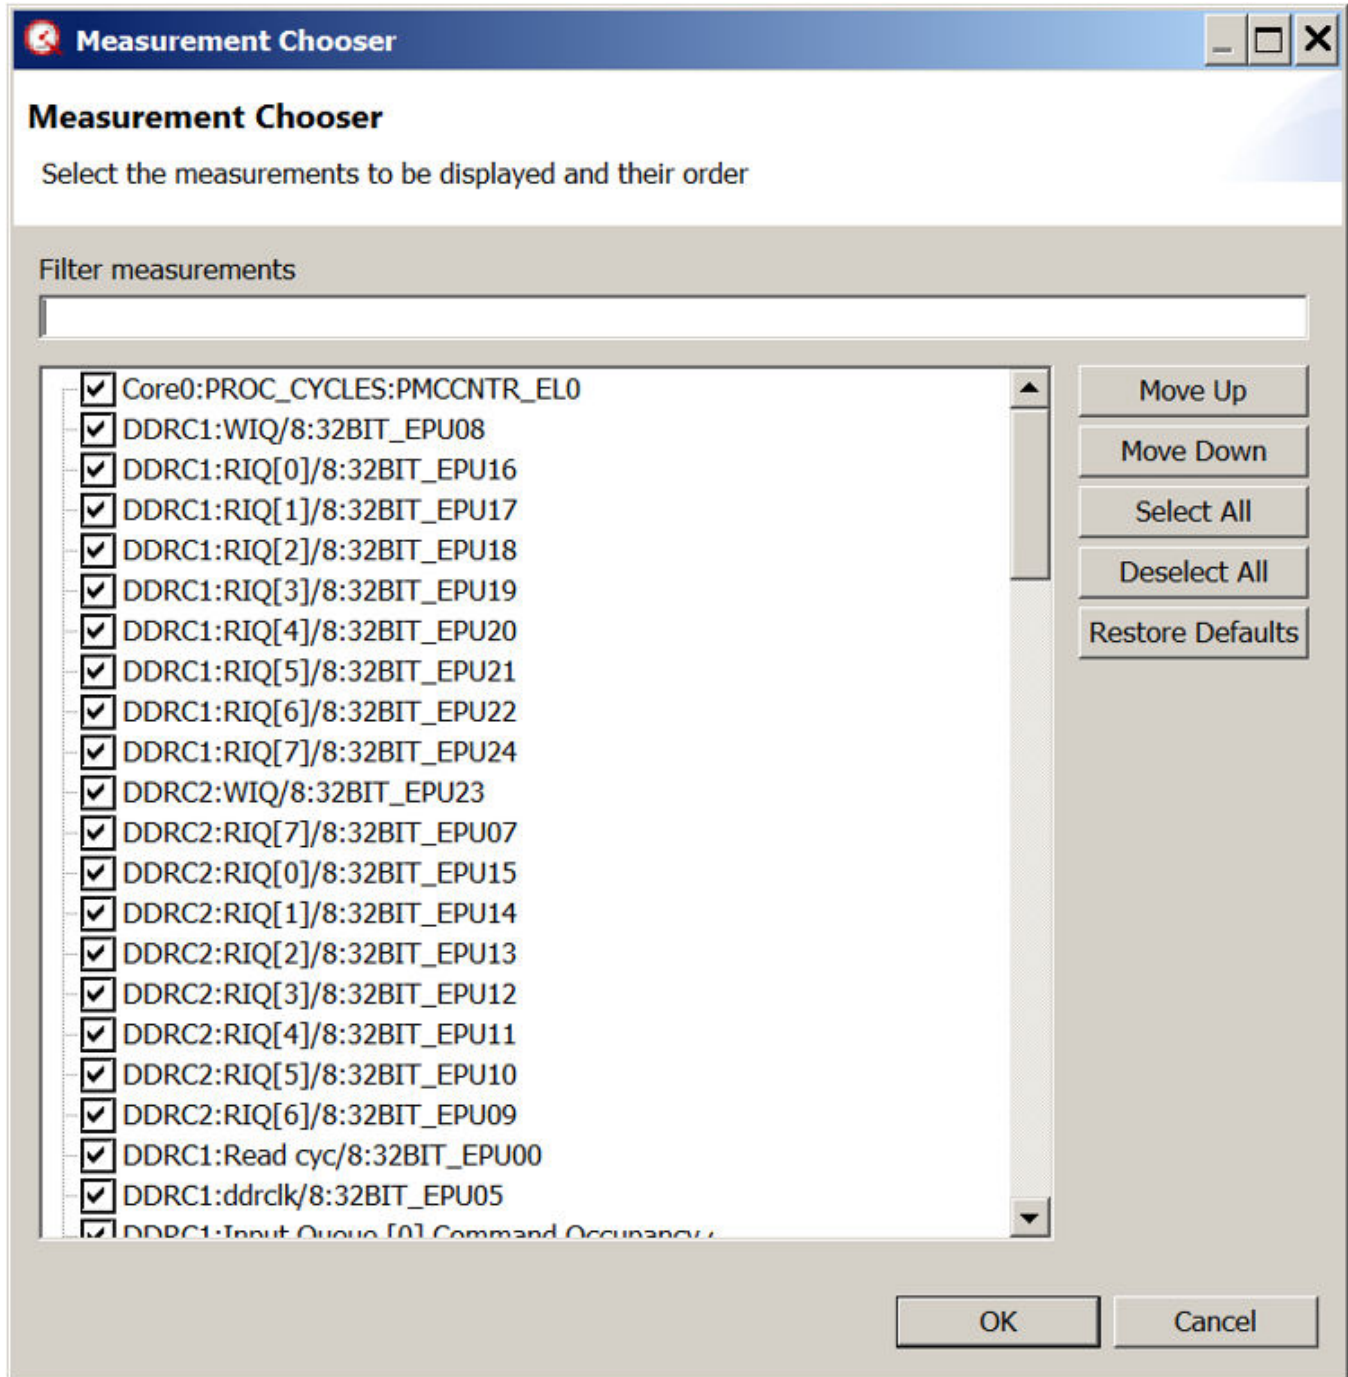 Measurement Chooser
Measurement Chooser
Select the measurements to be displayed and their order
Filter measurements
Core0:PROC_CYCLES:PMCCNTR_EL0
DDRC1:WIQ/8:32BIT_EPU08
DDRC1:RIQ[0]/8:32BIT_EPU16
DDRC1:RIQ[1]/8:32BIT_EPU17
DDRC1:RIQ[2]/8:32BIT_EPU18
DDRC1:RIQ[3]/8:32BIT_EPU19
DDRC1:RIQ[4]/8:32BIT_EPU20
DDRC1:RIQ[5]/8:32BIT_EPU21
DDRC1:RIQ[6]/8:32BIT_EPU22
DDRC1:RIQ[7]/8:32BIT_EPU24
DDRC2:WIQ/8:32BIT_EPU23
DDRC2:RIQ[7]/8:32BIT_EPU07
DDRC2:RIQ[0]/8:32BIT_EPU15
DDRC2:RIQ[1]/8:32BIT_EPU14
DDRC2:RIQ[2]/8:32BIT_EPU13
DDRC2:RIQ[3]/8:32BIT_EPU12
DDRC2:RIQ[4]/8:32BIT_EPU11
DDRC2:RIQ[5]/8:32BIT_EPU10
DDRC2:RIQ[6]/8:32BIT_EPU09
DDRC1:Read cyc/8:32BIT_EPU00
DDRC1:ddrclk/8:32BIT_EPU05
DDRC1:Input Queue [0] Command Occupancy
Move Up
Move Down
Select All
Deselect All
Restore Defaults
OK
Cancel